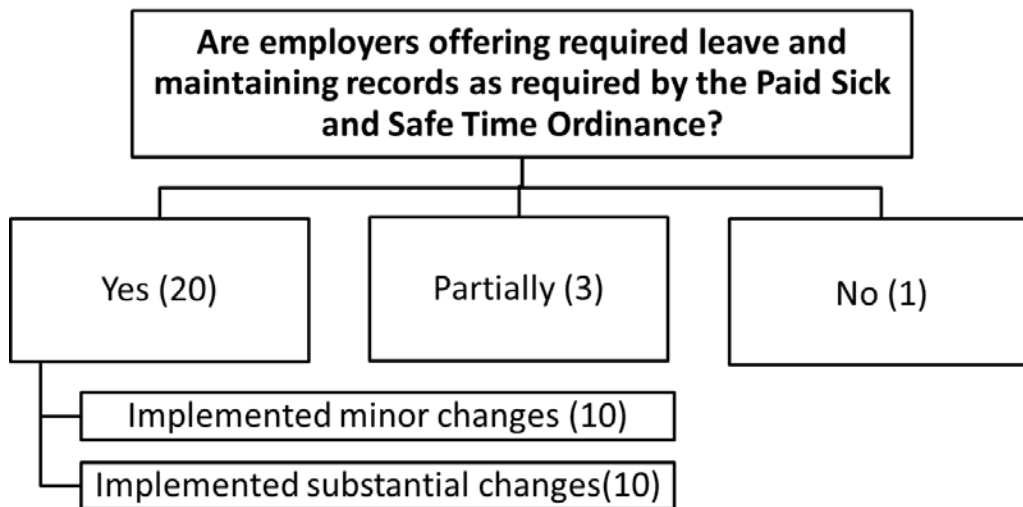 Are employers offering required leave and
maintaining records as required by the Paid Sick
and Safe Time Ordinance?
Yes (20)
Partially (3)
No (1)
Implemented minor changes (10)
Implemented substantial changes(10)